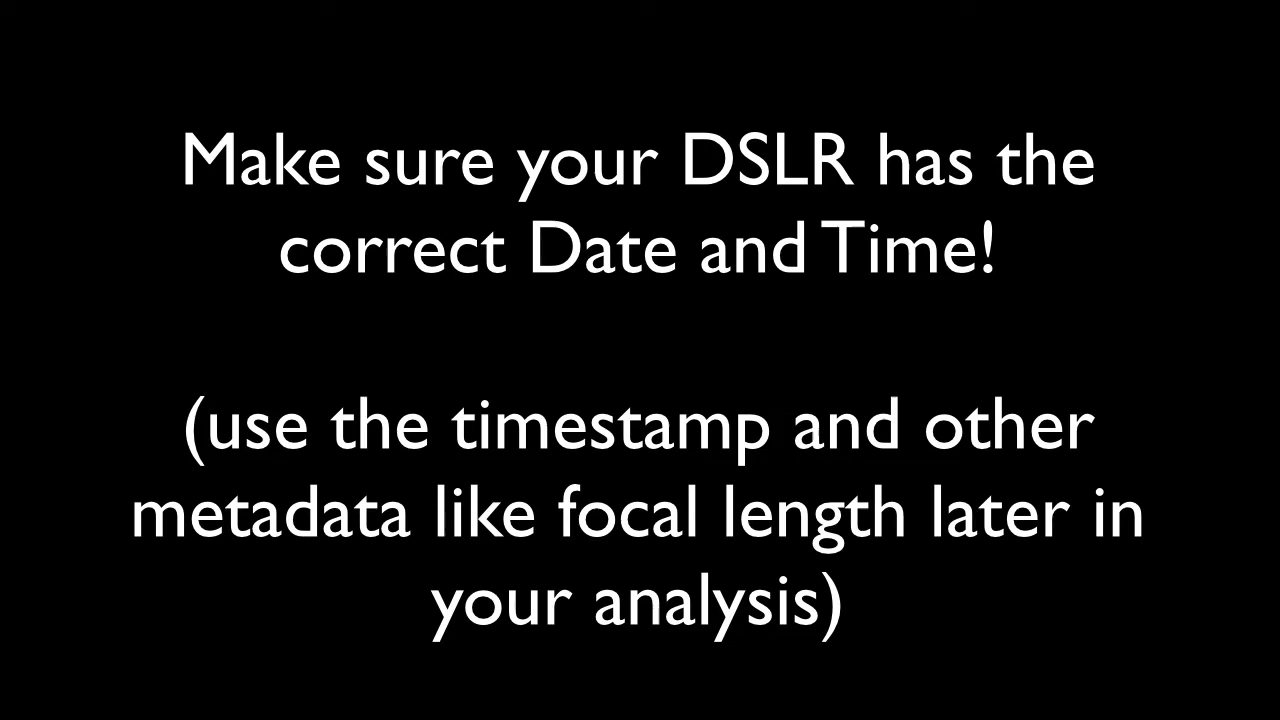 Make sure your DSLR has the
correct Date and Time!
(use the timestamp and other
metadata like focal length later in
your analysis)